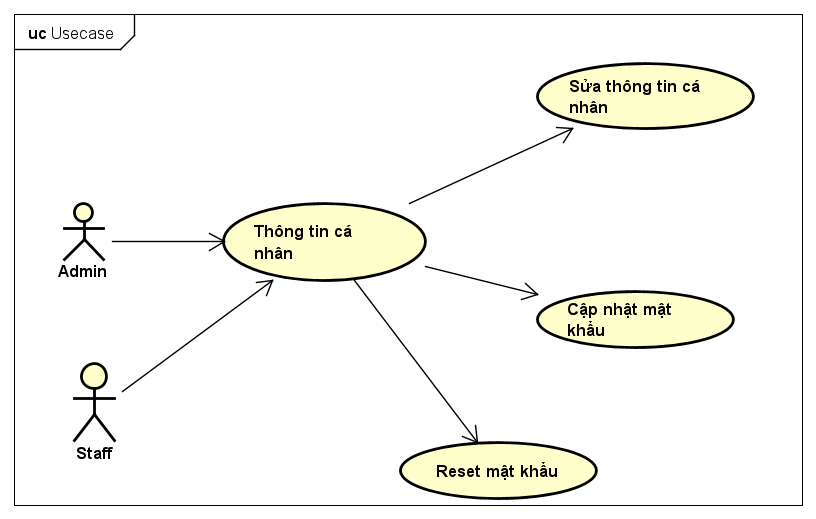 uc Usecase
Sửa thông tin cá
nhân
Thông tin cá
nhân
Admin
Cập nhật mật
khẩu
Staff
Reset mật khẩu